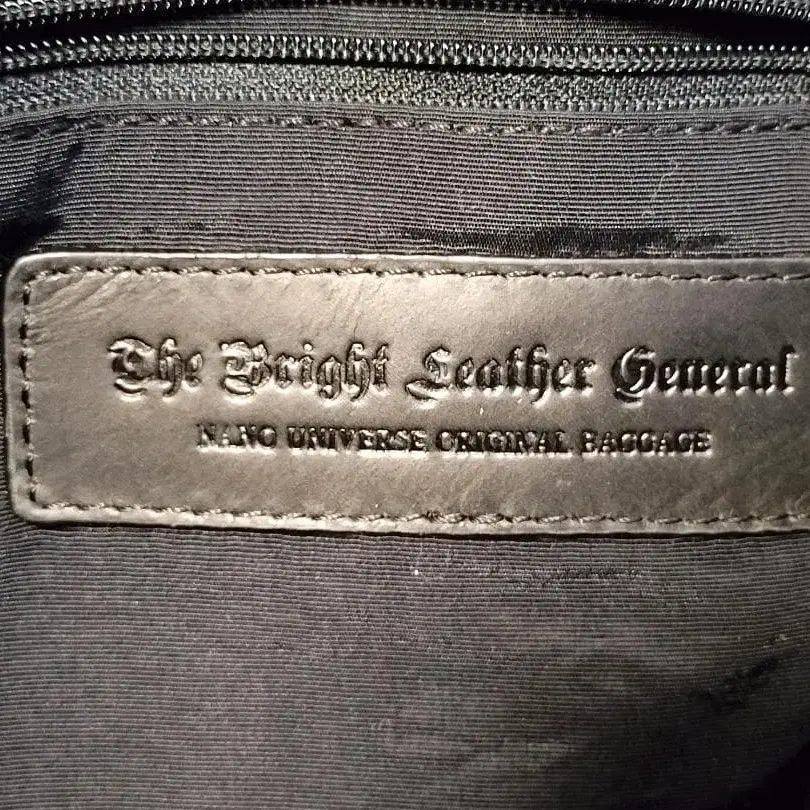 The Bright Leather General
NANO UNIVERSE ORIGINAL BAGGAGE